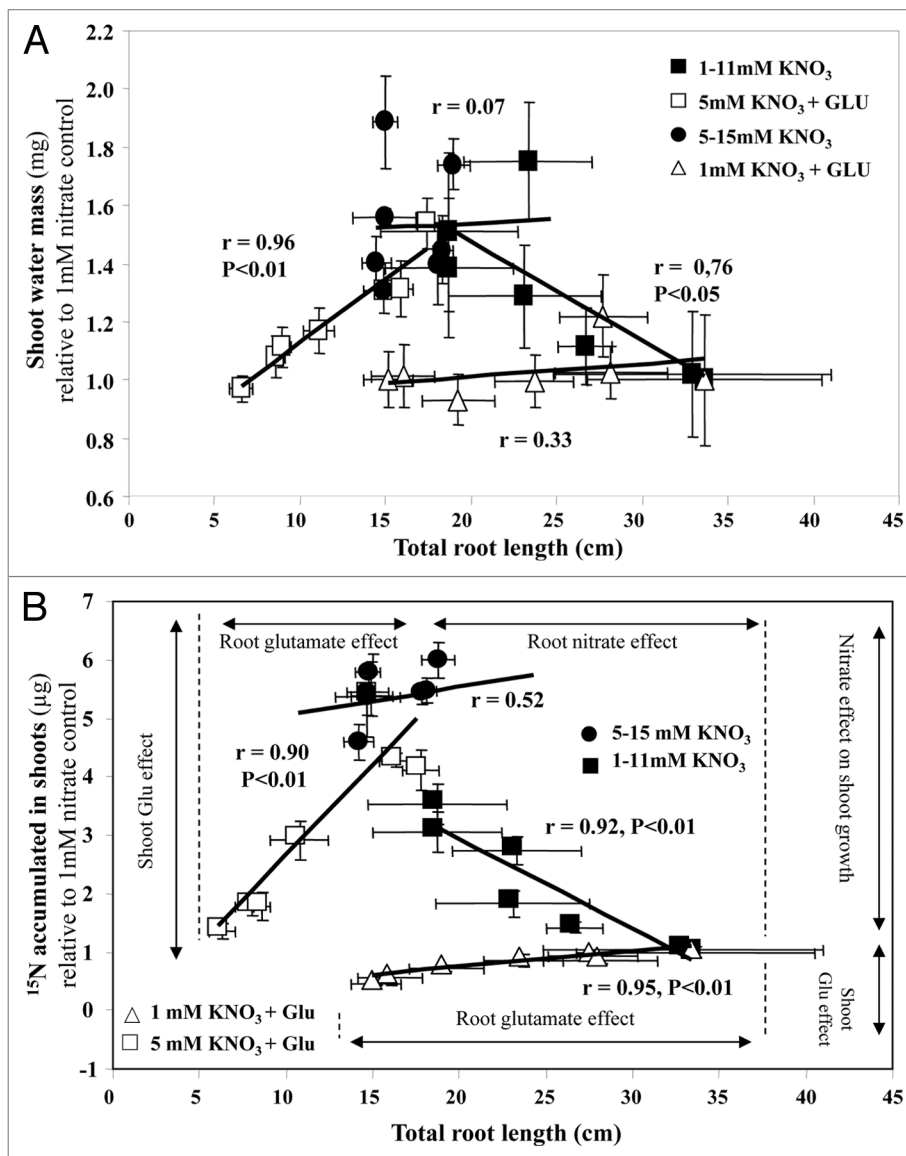 A
Shoot water mass (mg)
relative to 1mM nitrate control
2.2
2.0
1.8
1.6
1.4
1.2
1.0
0.8
0.6
r = 0.07
1-11mM KNO₃
5mM KNO₃ + GLU
5-15mM KNO₃
1mM KNO₃ + GLU
r = 0.96
P<0.01
r = 0,76
P<0.05
r = 0.33
0 5 10 15 20 25 30 35 40 45
Total root length (cm)
B
¹⁵N accumulated in shoots (µg)
relative to 1mM nitrate control
7
6
5
4
3
2
1
0
-1
Shoot Glu effect
Root glutamate effect
Root nitrate effect
r = 0.52
5-15 mM KNO₃
1-11mM KNO₃
r = 0.90
P<0.01
r = 0.92, P<0.01
r = 0.95, P<0.01
1 mM KNO₃ + Glu
5 mM KNO₃ + Glu
Root glutamate effect
Nitrate effect on shoot growth
Shoot
Glu effect
0 5 10 15 20 25 30 35 40 45
Total root length (cm)